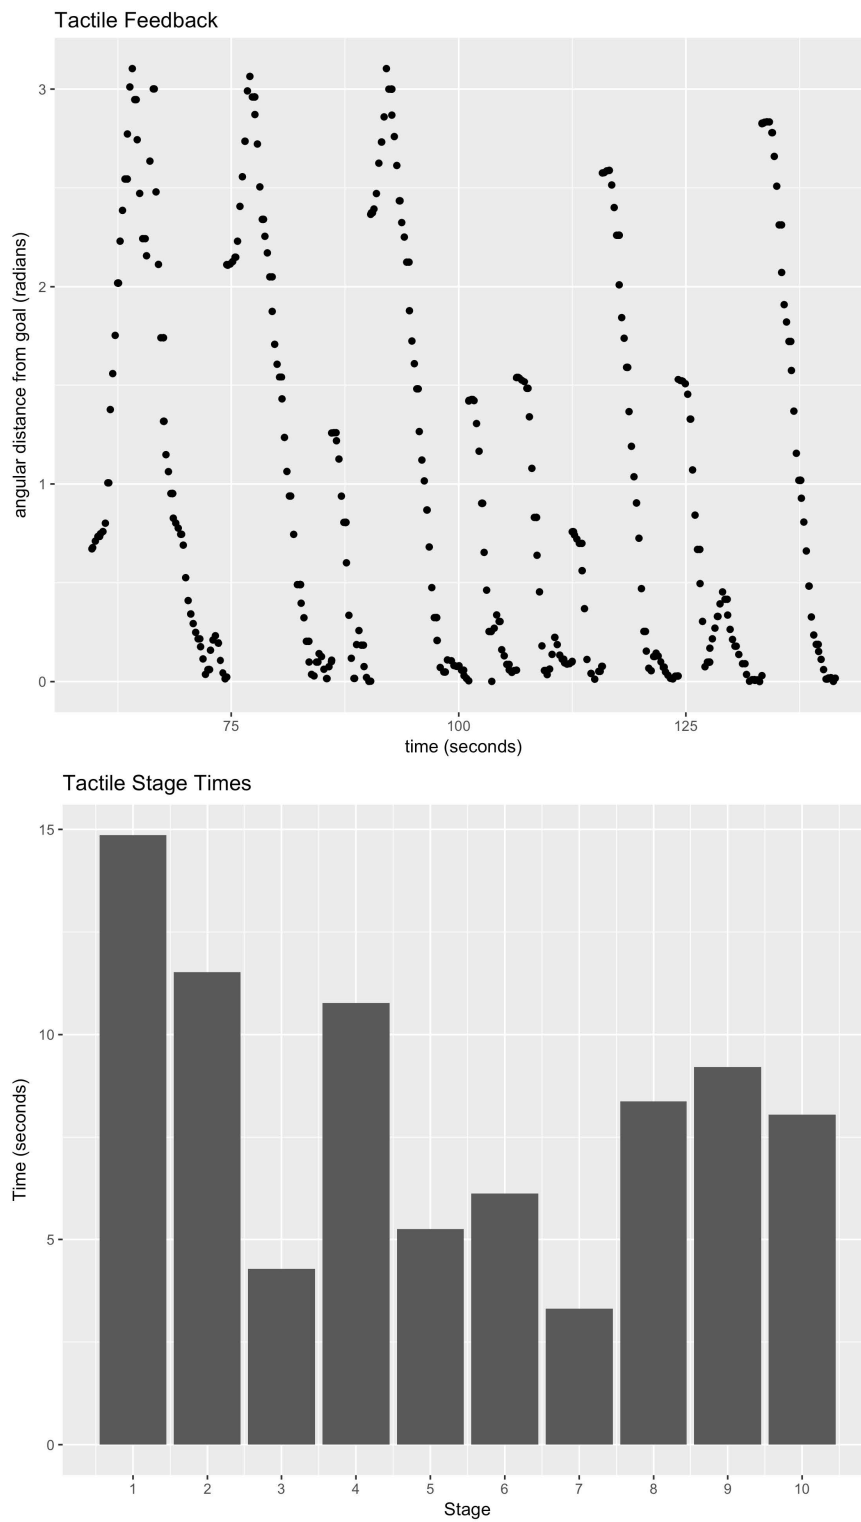 Tactile Feedback
3
2
1
0
angular distance from goal (radians)
75 100 125
time (seconds)
Tactile Stage Times
15
10
5
0
Time (seconds)
1 2 3 4 5 6 7 8 9 10
Stage